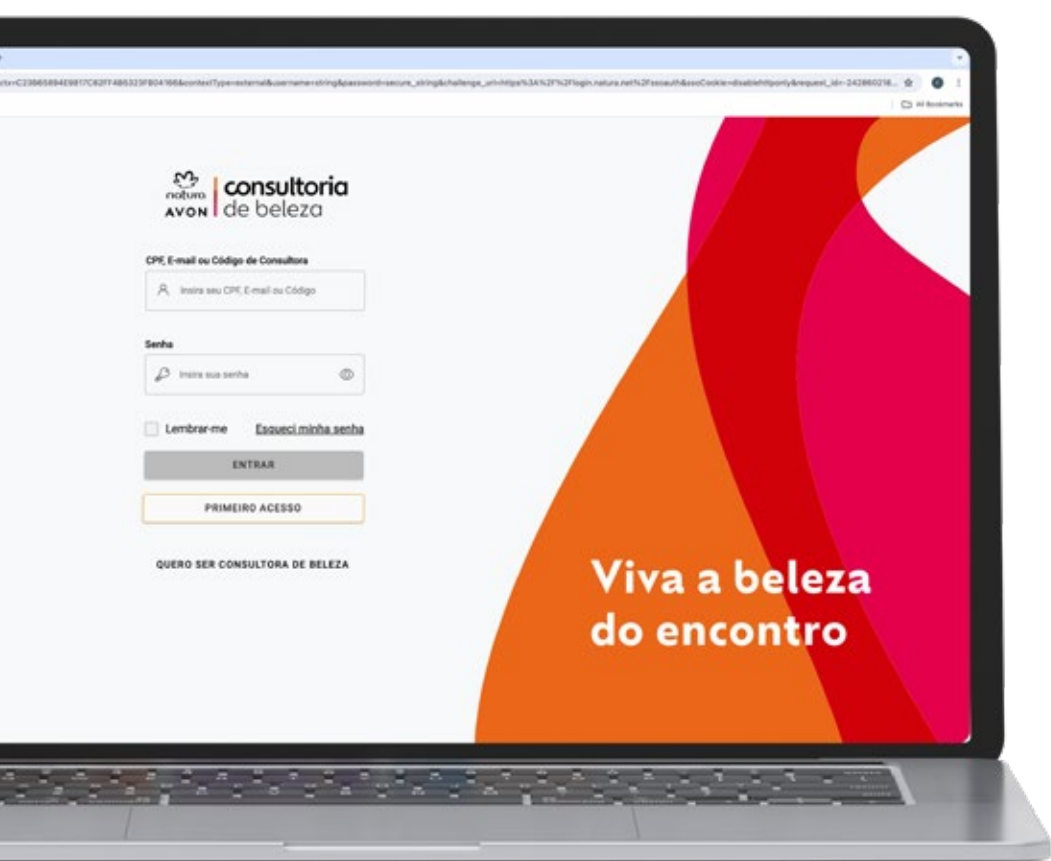 All Bookmarks
natura
AVON
consultoria
de beleza
CPF, E-mail ou Código de Consultora
Insira seu CPF, E-mail ou Código
Senha
Insira sua senha
Lembrar-me Esqueci minha senha
ENTRAR
PRIMEIRO ACESSO
QUERO SER CONSULTORA DE BELEZA
Viva a beleza
do encontro